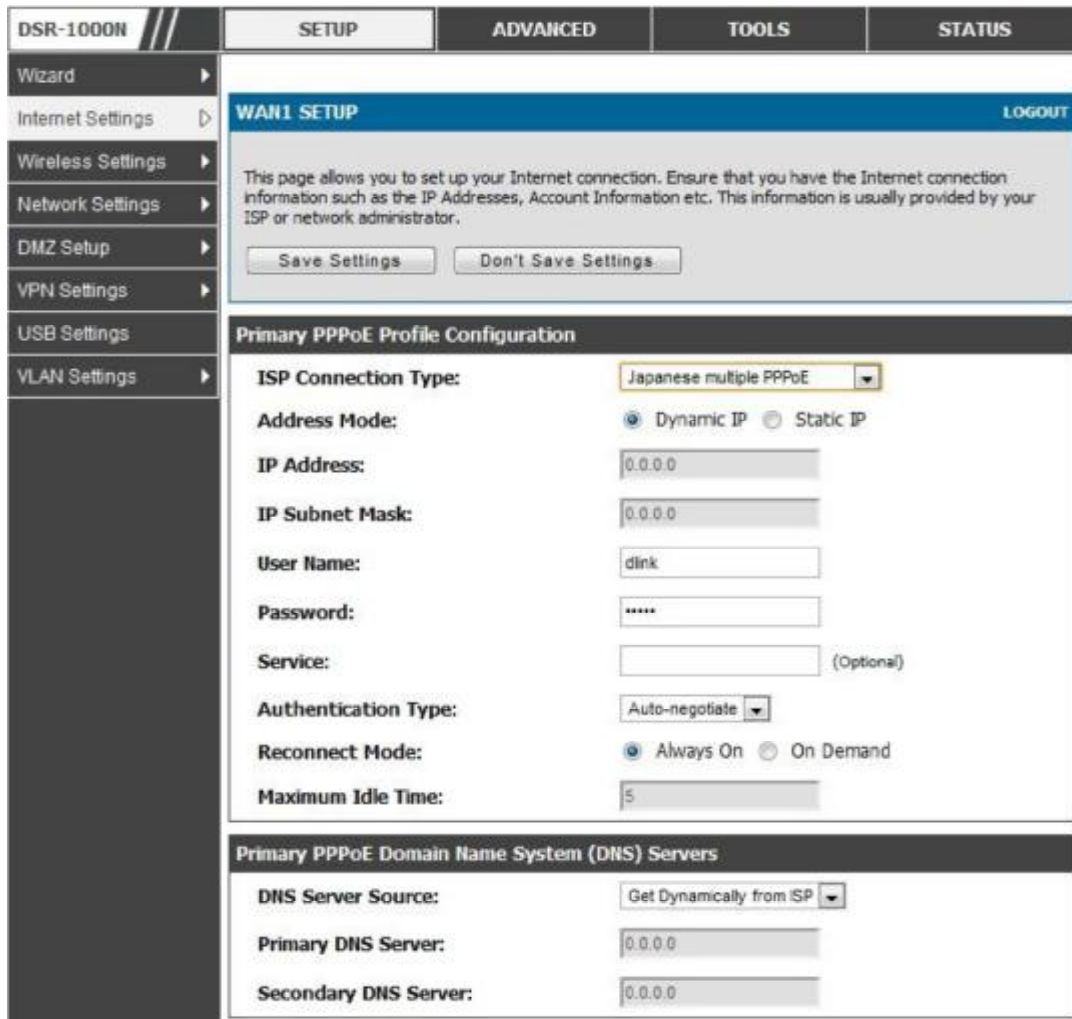 DSR-1000N
SETUP
ADVANCED
TOOLS
STATUS
Wizard
Internet Settings
Wireless Settings
Network Settings
DMZ Setup
VPN Settings
USB Settings
VLAN Settings
WAN1 SETUP
LOGOUT
This page allows you to set up your Internet connection. Ensure that you have the Internet connection
information such as the IP Addresses, Account Information etc. This information is usually provided by your
ISP or network administrator.
Save Settings
Don't Save Settings
Primary PPPoE Profile Configuration
ISP Connection Type: Japanese multiple PPPoE
Address Mode: Dynamic IP Static IP
IP Address: 0.0.0.0
IP Subnet Mask: 0.0.0.0
User Name: dlink
Password: •••••
Service: (Optional)
Authentication Type: Auto-negotiate
Reconnect Mode: Always On On Demand
Maximum Idle Time: 5
Primary PPPoE Domain Name System (DNS) Servers
DNS Server Source: Get Dynamically from ISP
Primary DNS Server: 0.0.0.0
Secondary DNS Server: 0.0.0.0